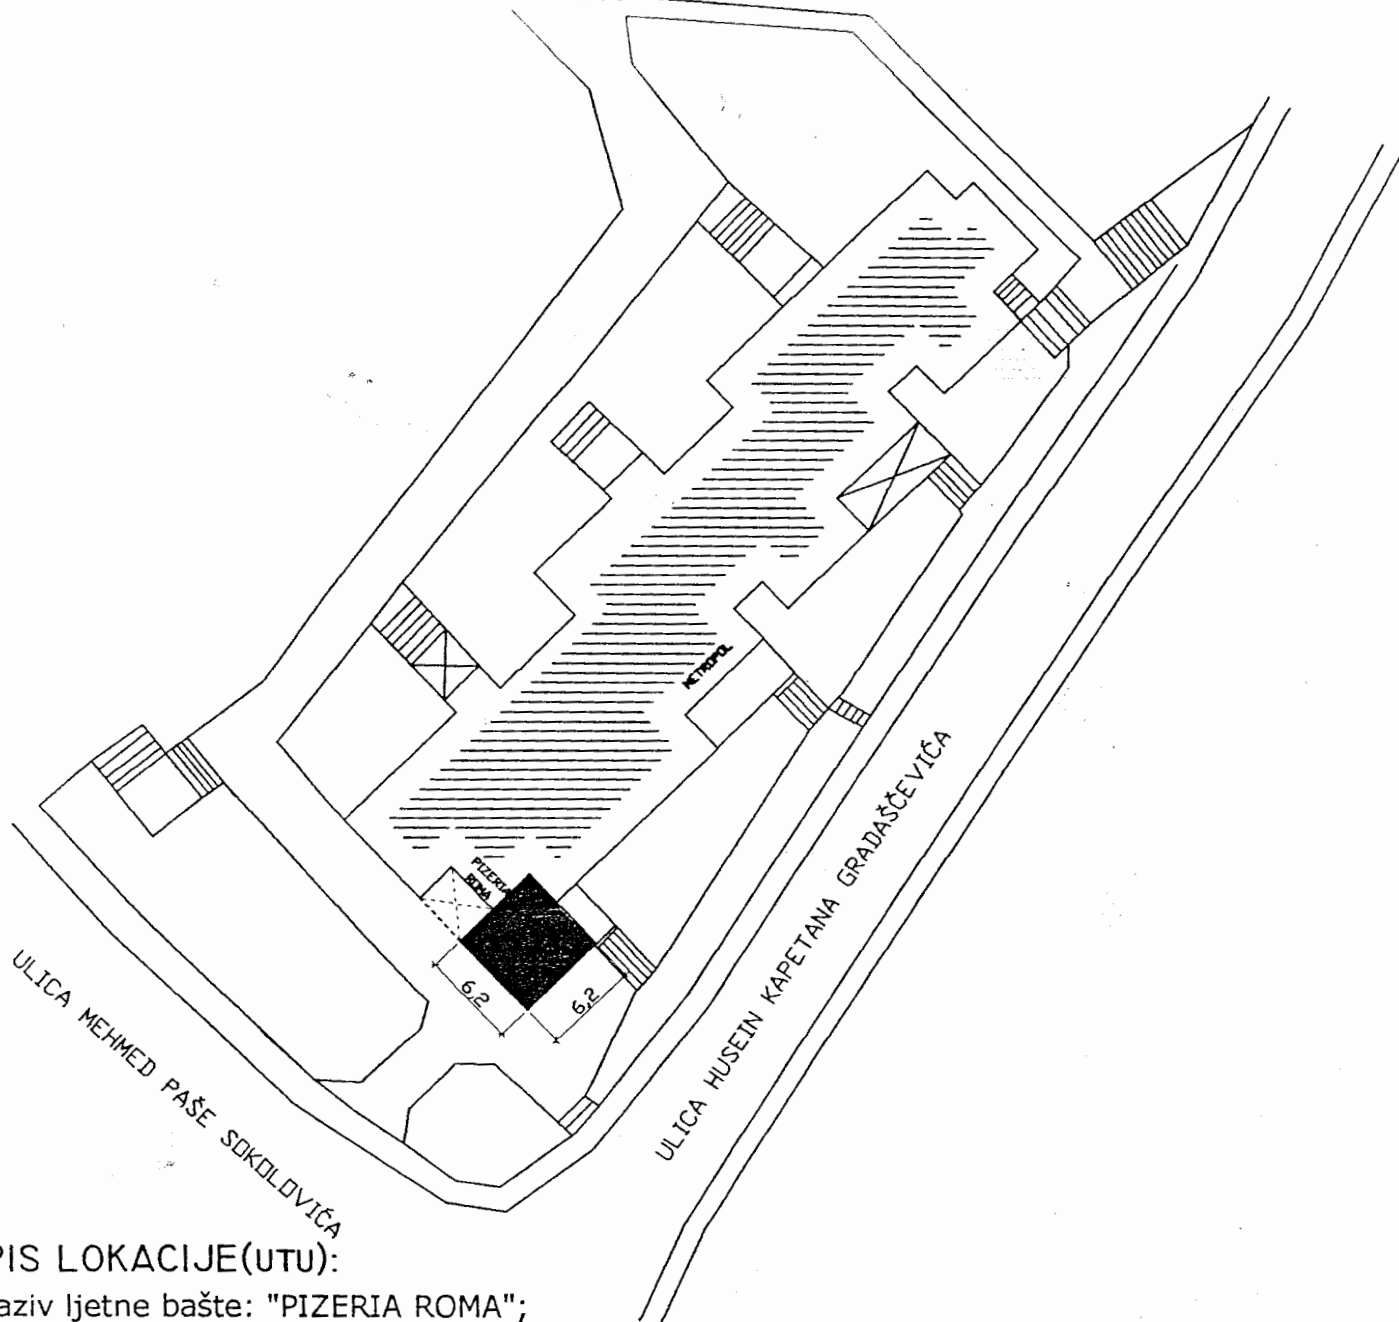 METROPOL
PIZERIA
ROMA
6,2
6,2
ULICA HUSEIN KAPETANA GRADAŠČEVIĆA
ULICA MEHMED PAŠE SOKOLOVIĆA
PIS LOKACIJE(UTU):
aziv ljetne bašte: "PIZERIA ROMA";